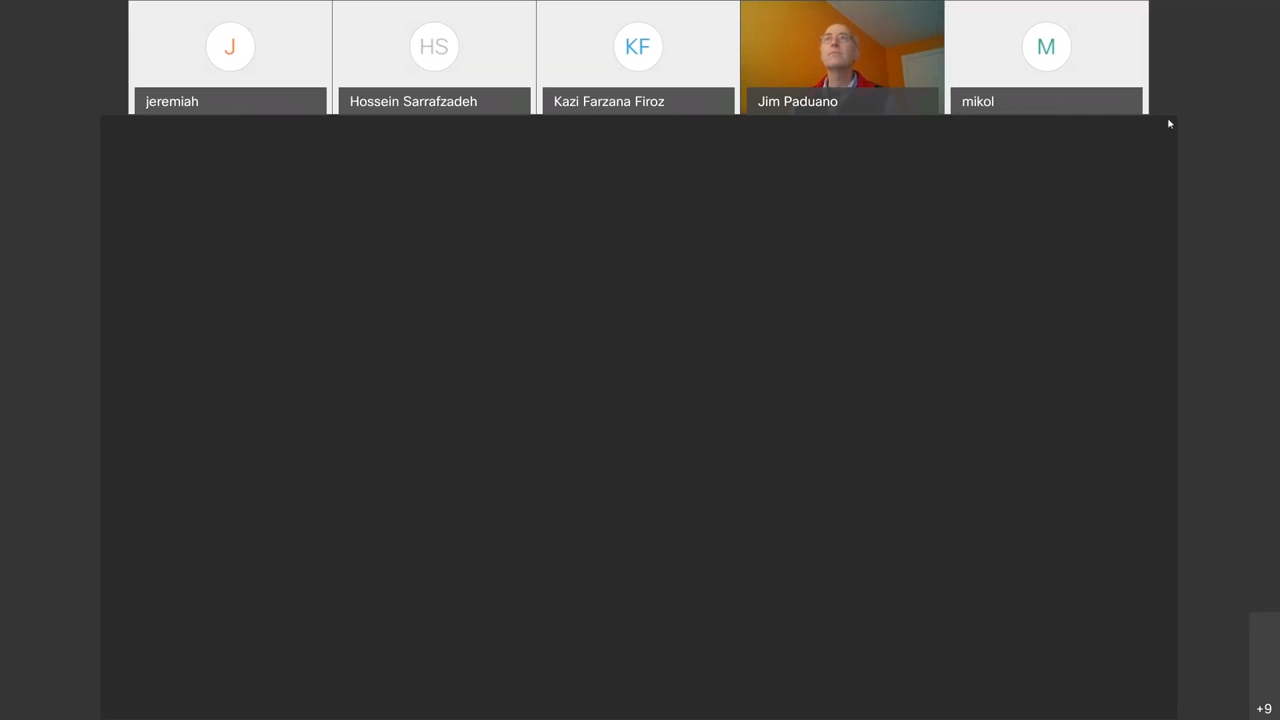 J
HS
KF
M
jeremiah
Hossein Sarrafzadeh
Kazi Farzana Firoz
Jim Paduano
mikol
+9